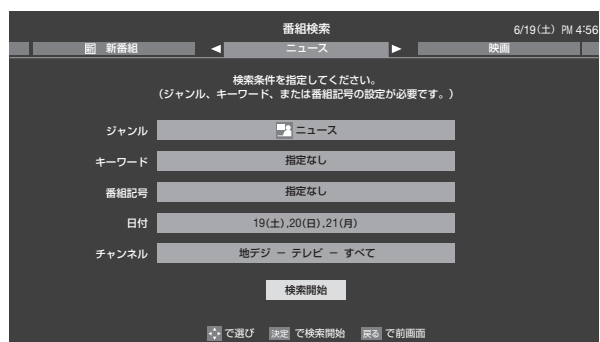 番組検索
6/19(土) PM 4:56
新番組 ◀ ニュース ▶ 映画
検索条件を指定してください。
(ジャンル、キーワード、または番組記号の設定が必要です。)
ジャンル ニュース
キーワード 指定なし
番組記号 指定なし
日付 19(土),20(日),21(月)
チャンネル 地デジ － テレビ － すべて
検索開始
で選び 決定 で検索開始 戻る で前画面